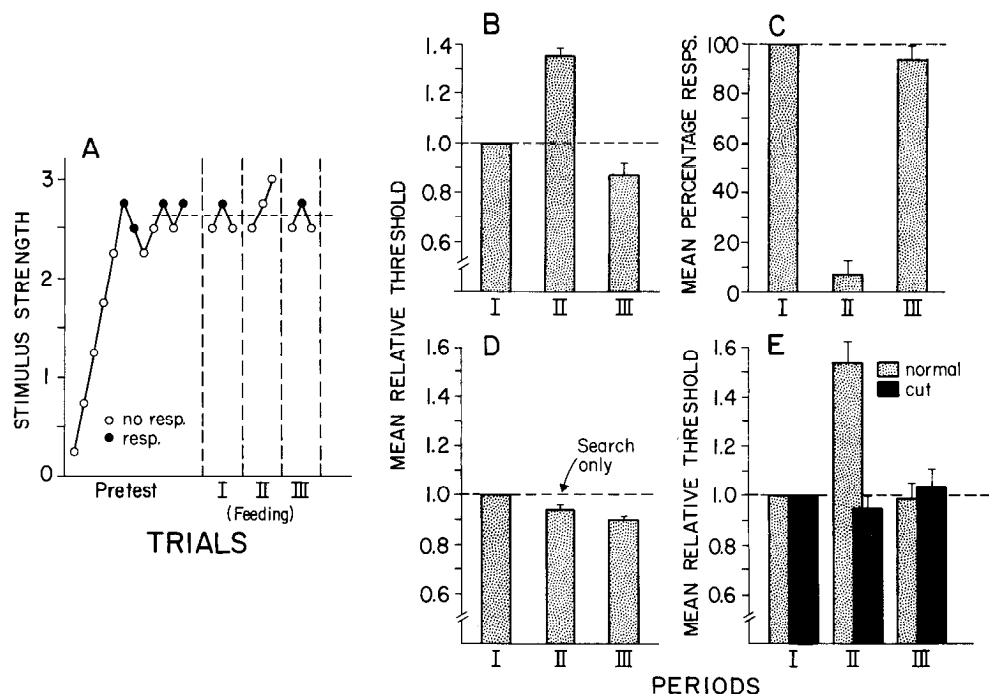 A
STIMULUS STRENGTH
3
2
1
0
no resp.
resp.
Pretest
I
II
III
(Feeding)
TRIALS
B
MEAN RELATIVE THRESHOLD
1.4
1.2
1.0
0.8
0.6
I
II
III
C
MEAN PERCENTAGE RESPS.
100
80
60
40
20
0
I
II
III
D
1.6
1.4
1.2
1.0
0.8
0.6
Search
only
I
II
III
E
MEAN RELATIVE THRESHOLD
1.6
1.4
1.2
1.0
0.8
0.6
normal
cut
I
II
III
PERIODS